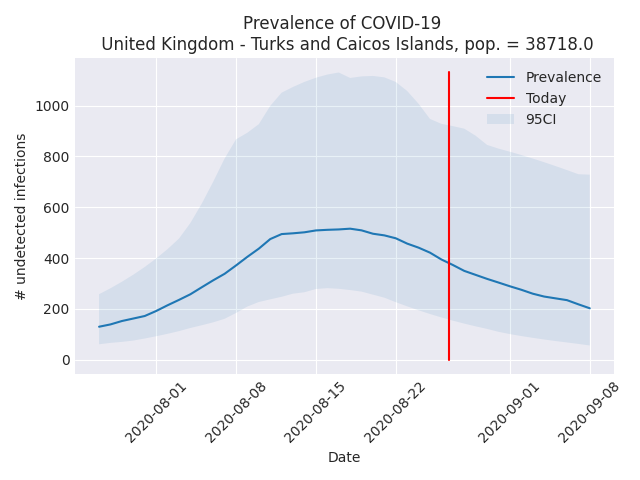 Prevalence of COVID-19
United Kingdom - Turks and Caicos Islands, pop. = 38718.0
Prevalence
Today
95CI
# undetected infections
1000
800
600
400
200
0
2020-08-01
2020-08-08
2020-08-15
2020-08-22
2020-09-01
2020-09-08
Date